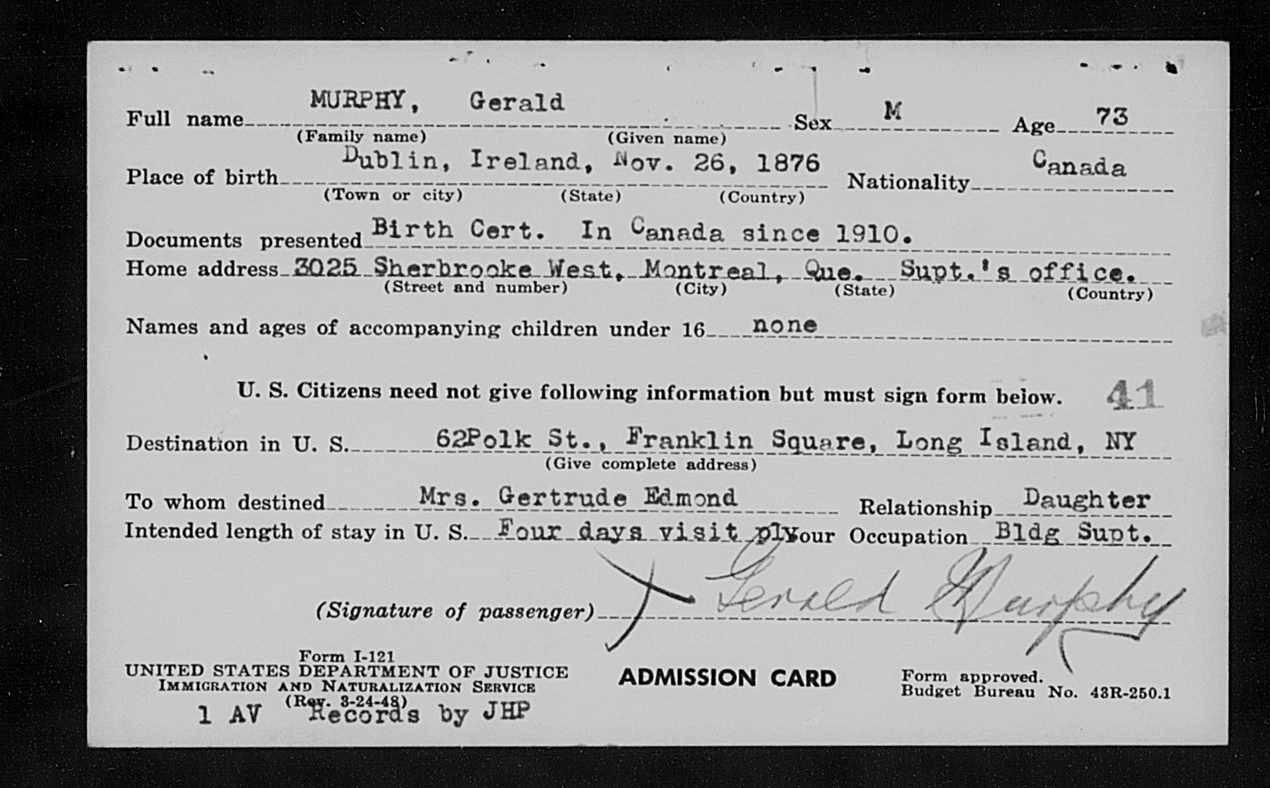 MURPHY, Gerald
Full name Sex M Age 73
(Family name) (Given name)
Dublin, Ireland, Nov. 26, 1876 Canada
Place of birth Nationality
(Town or city) (State) (Country)
Documents presented Birth Cert. In Canada since 1910.
Home address 3025 Sherbrooke West, Montreal, Que. Supt.'s office.
(Street and number) (City) (State) (Country)
Names and ages of accompanying children under 16 none
U. S. Citizens need not give following information but must sign form below. 41
Destination in U. S. 62Polk St., Franklin Square, Long Island, NY
(Give complete address)
To whom destined Mrs. Gertrude Edmond Relationship Daughter
Intended length of stay in U. S. Four days visit ply your Occupation Bldg Supt.
(Signature of passenger) X Gerald Murphy
Form I-121
UNITED STATES DEPARTMENT OF JUSTICE ADMISSION CARD Form approved.
IMMIGRATION AND NATURALIZATION SERVICE Budget Bureau No. 43R-250.1
(Rev. 3-24-48)
1 AV Records by JHP